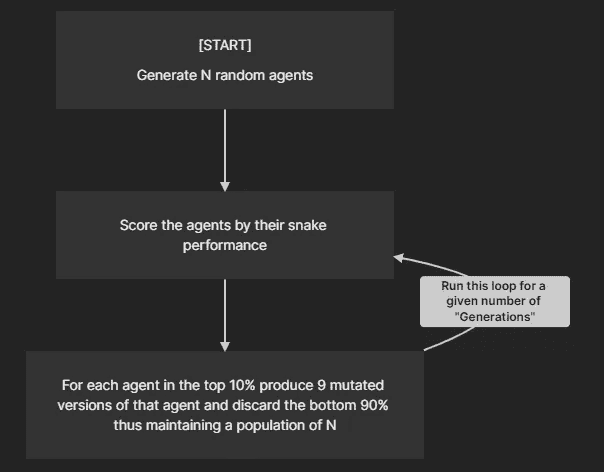 [START]
Generate N random agents
Score the agents by their snake
performance
Run this loop for a
given number of
"Generations"
For each agent in the top 10% produce 9 mutated
versions of that agent and discard the bottom 90%
thus maintaining a population of N